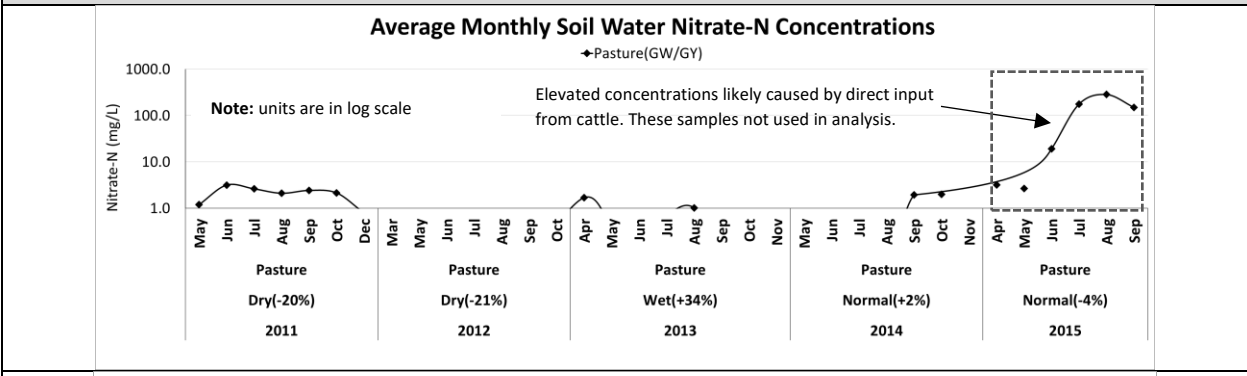 Average Monthly Soil Water Nitrate-N Concentrations
Pasture(GW/GY)
Nitrate-N (mg/L)
1000.0
100.0
10.0
1.0
Note: units are in log scale
Elevated concentrations likely caused by direct input
from cattle. These samples not used in analysis.
May Jun Jul Aug Sep Oct Dec Mar May Jun Jul Aug Sep Oct Apr May Jun Jul Aug Sep Oct Nov May Jun Jul Aug Sep Oct Nov Apr May Jun Jul Aug Sep
Pasture Pasture Pasture Pasture Pasture
Dry(-20%) Dry(-21%) Wet(+34%) Normal(+2%) Normal(-4%)
2011 2012 2013 2014 2015